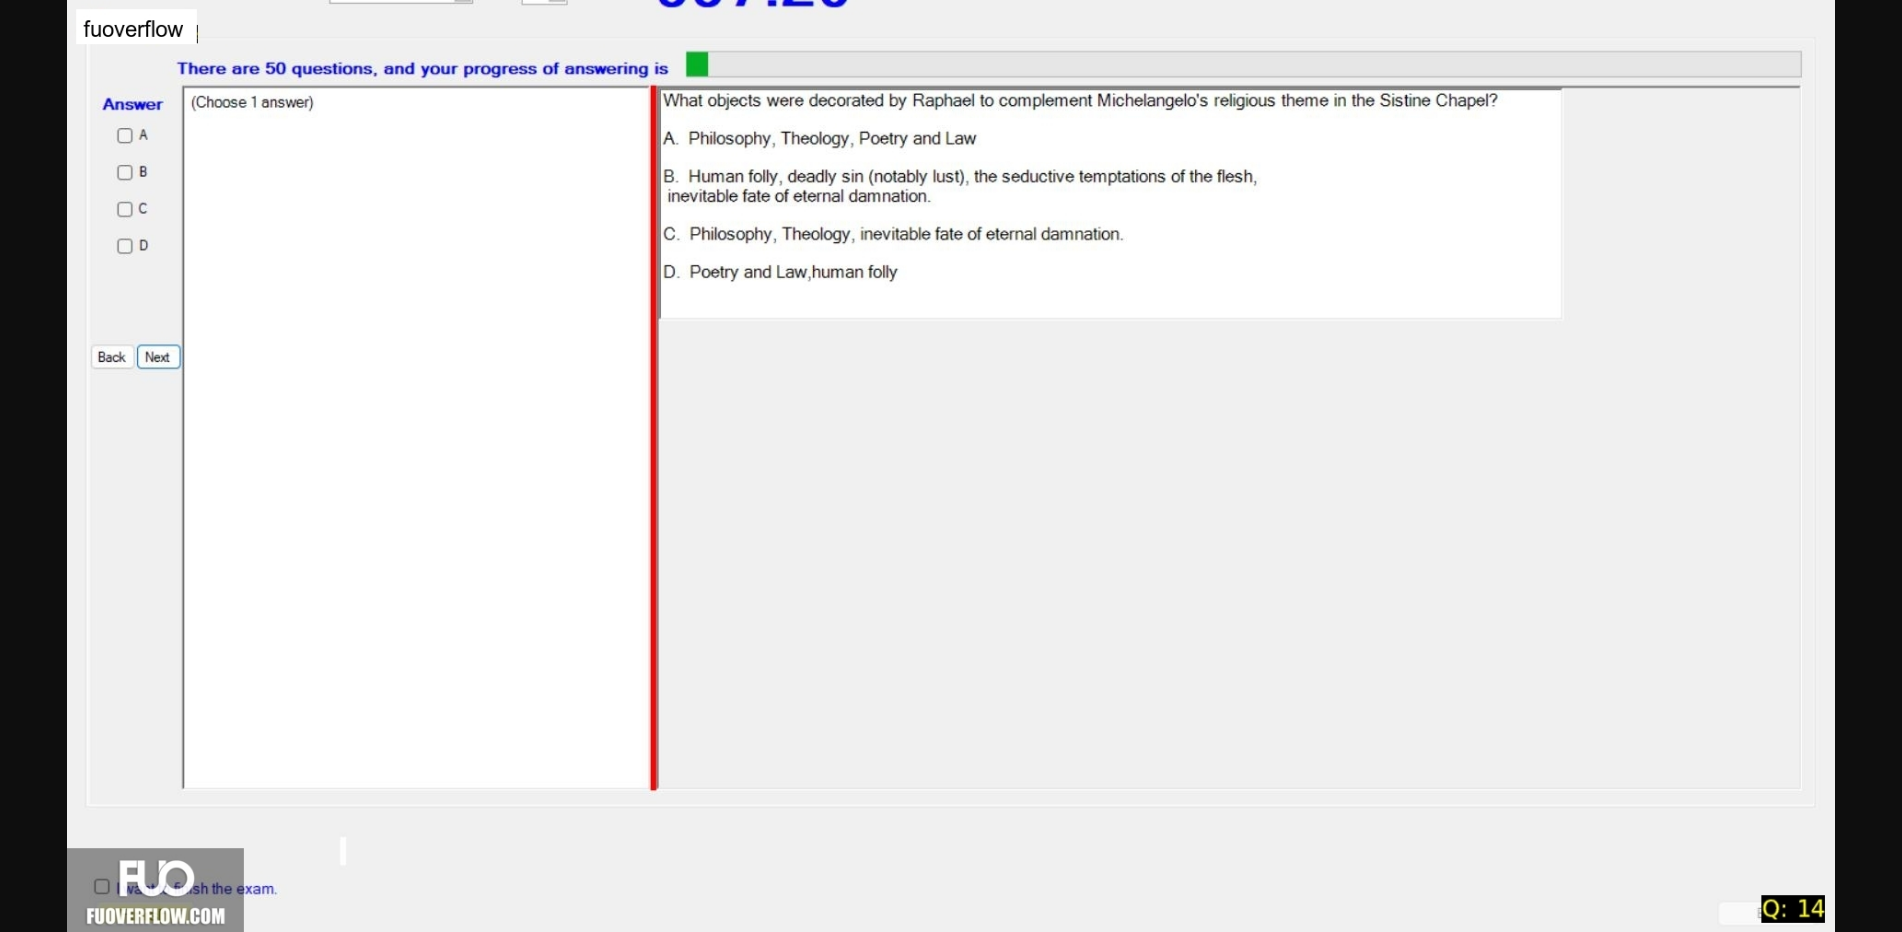 fuoverflow
There are 50 questions, and your progress of answering is
Answer
(Choose 1 answer)
A
B
C
D
Back
Next
What objects were decorated by Raphael to complement Michelangelo's religious theme in the Sistine Chapel?
A. Philosophy, Theology, Poetry and Law
B. Human folly, deadly sin (notably lust), the seductive temptations of the flesh,
inevitable fate of eternal damnation.
C. Philosophy, Theology, inevitable fate of eternal damnation.
D. Poetry and Law,human folly
FUO
I want to finish the exam.
FUOVERFLOW.COM
Q: 14